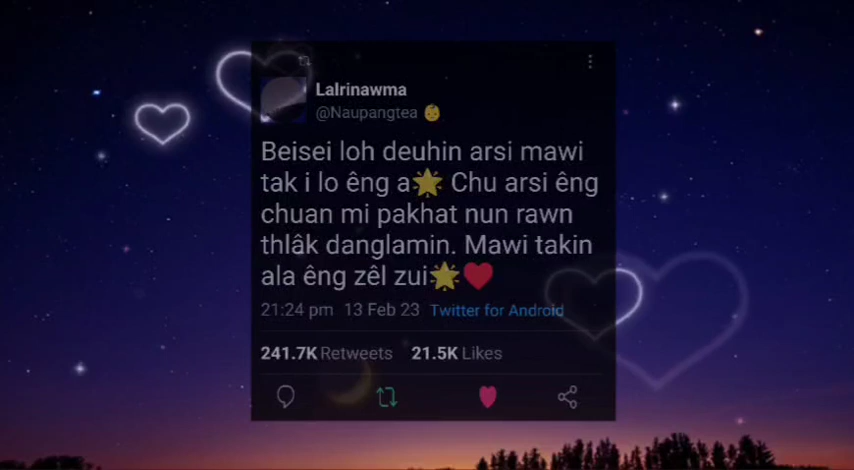 Lalrinawma
@Naupangtea 👶
Beisei loh deuhin arsi mawi
tak i lo êng a🌟 Chu arsi êng
chuan mi pakhat nun rawn
thlâk danglamin. Mawi takin
ala êng zêl zui🌟❤️
21:24 pm 13 Feb 23 Twitter for Android
241.7K Retweets 21.5K Likes